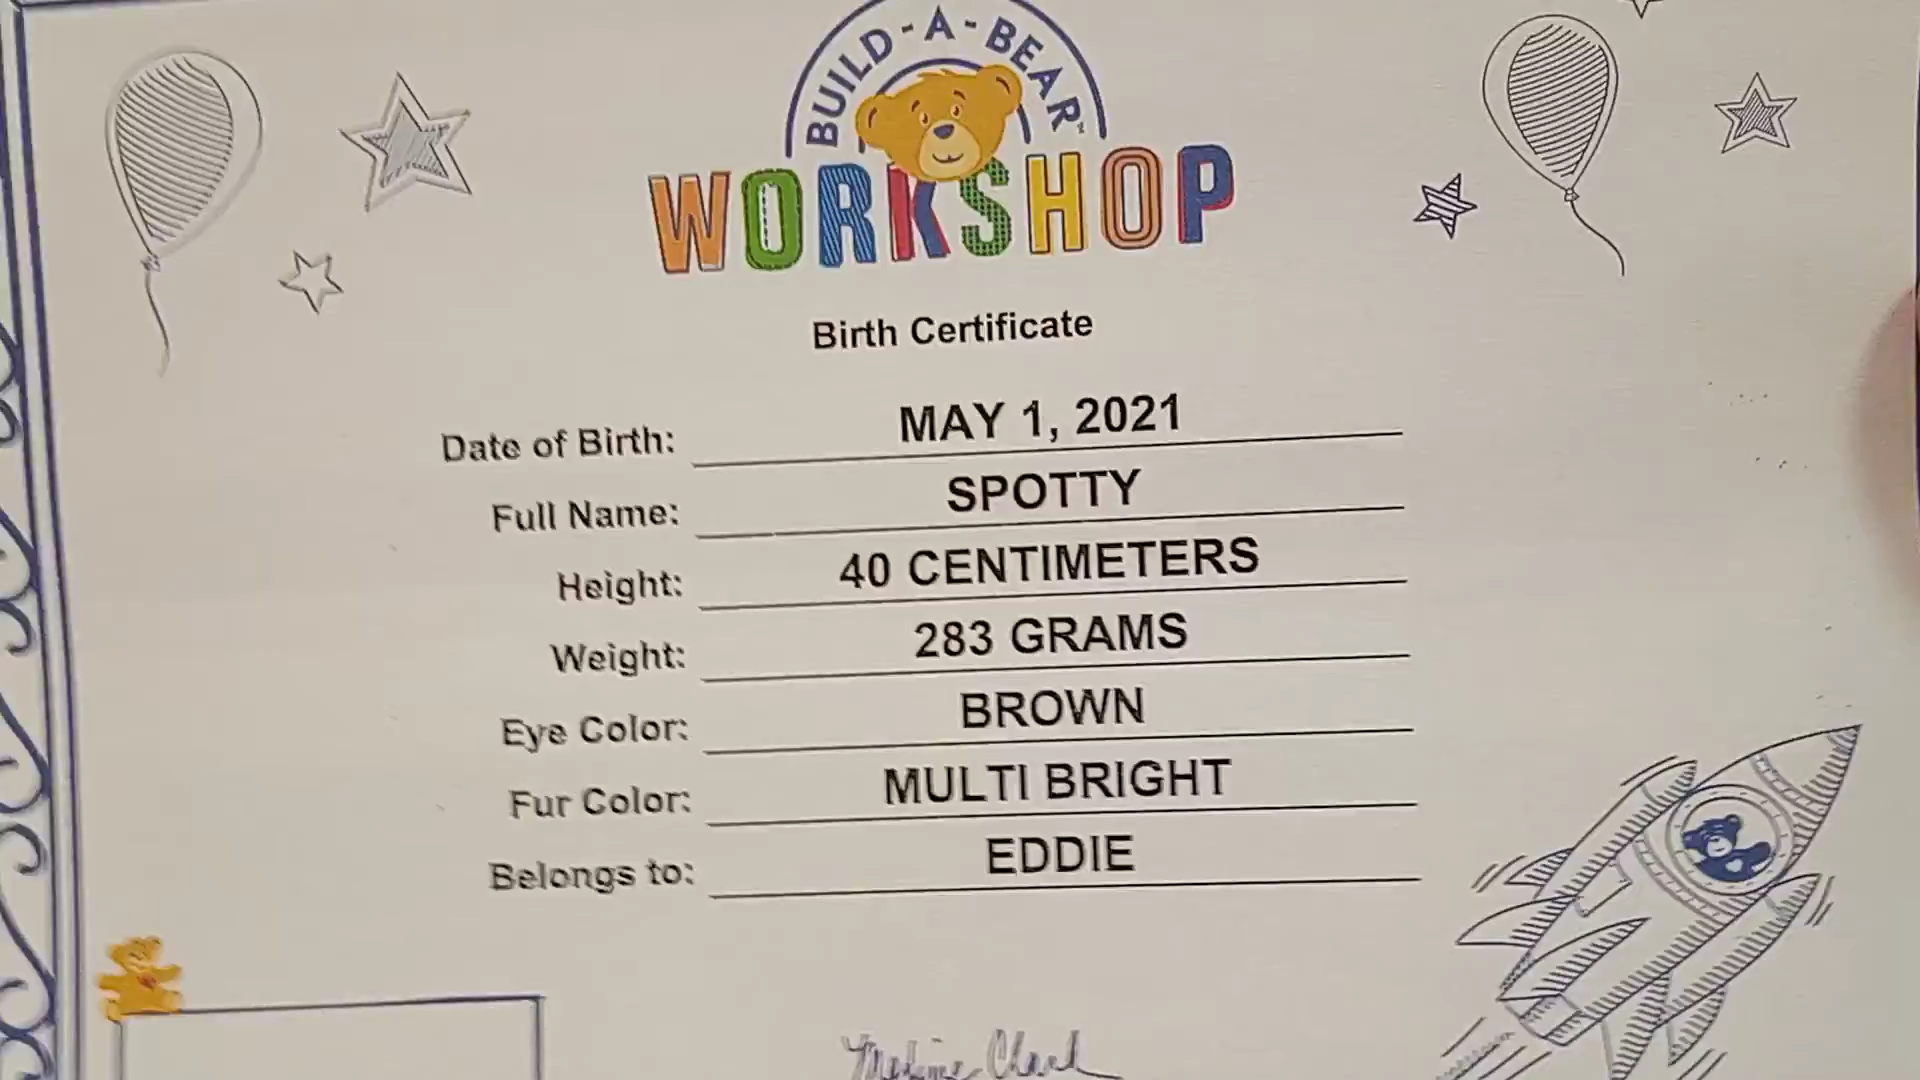 BUILD-A-BEAR
WORKSHOP
Birth Certificate
Date of Birth: MAY 1, 2021
Full Name: SPOTTY
Height: 40 CENTIMETERS
Weight: 283 GRAMS
Eye Color: BROWN
Fur Color: MULTI BRIGHT
Belongs to: EDDIE